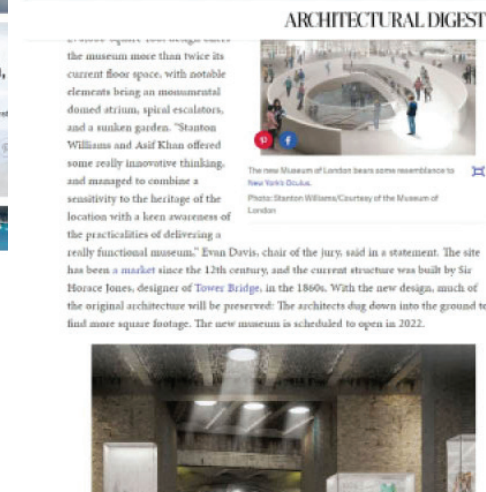 ARCHITECTURAL DIGEST
the museum more than twice its
current floor space, with notable
elements being an monumental
domed atrium, spiral escalators,
and a sunken garden. "Stanton
Williams and Asif Khan offered
some really innovative thinking,
and managed to combine a
sensitivity to the heritage of the
location with a keen awareness of
the practicalities of delivering a
The new Museum of London bears some resemblance to
New York's Oculus.
Photo: Stanton Williams/Courtesy of the Museum of
London
really functional museum," Evan Davis, chair of the jury, said in a statement. The site
has been a market since the 12th century, and the current structure was built by Sir
Horace Jones, designer of Tower Bridge, in the 1860s. With the new design, much of
the original architecture will be preserved: The architects dug down into the ground to
find more square footage. The new museum is scheduled to open in 2022.